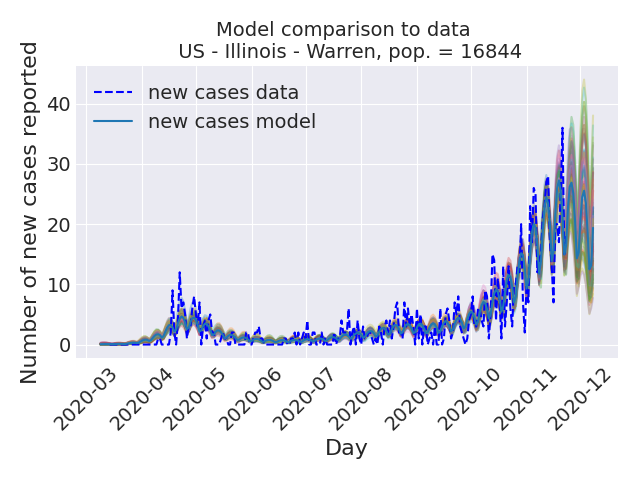 Model comparison to data
US - Illinois - Warren, pop. = 16844
new cases data
new cases model
Number of new cases reported
40
30
20
10
0
2020-03
2020-04
2020-05
2020-06
2020-07
2020-08
2020-09
2020-10
2020-11
2020-12
Day